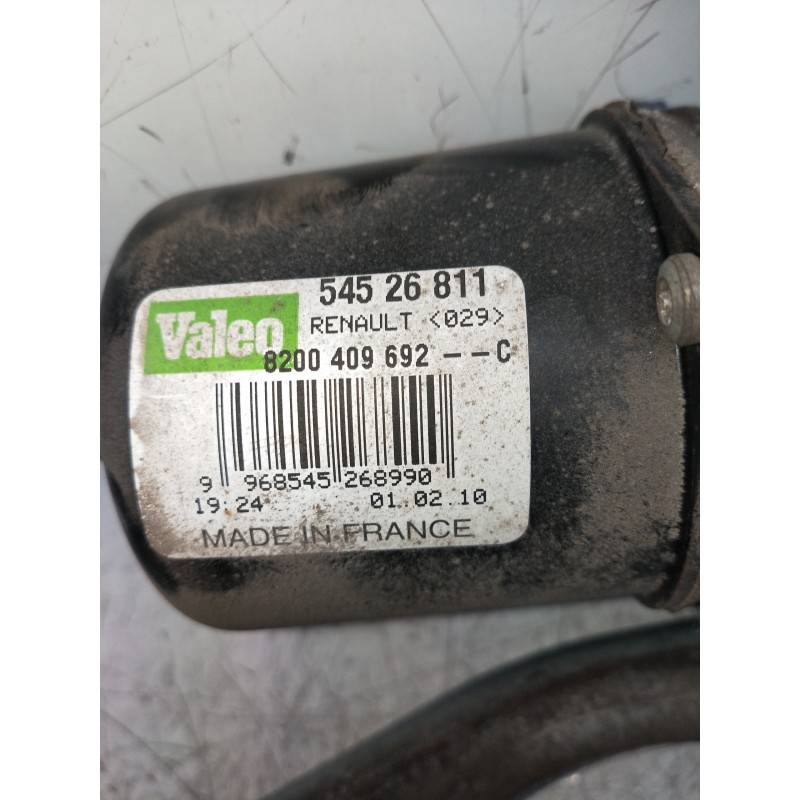 Valeo
545 26 811
RENAULT <029>
8200 409 692 --C
9 968545 268990
19:24 01.02.10
MADE IN FRANCE